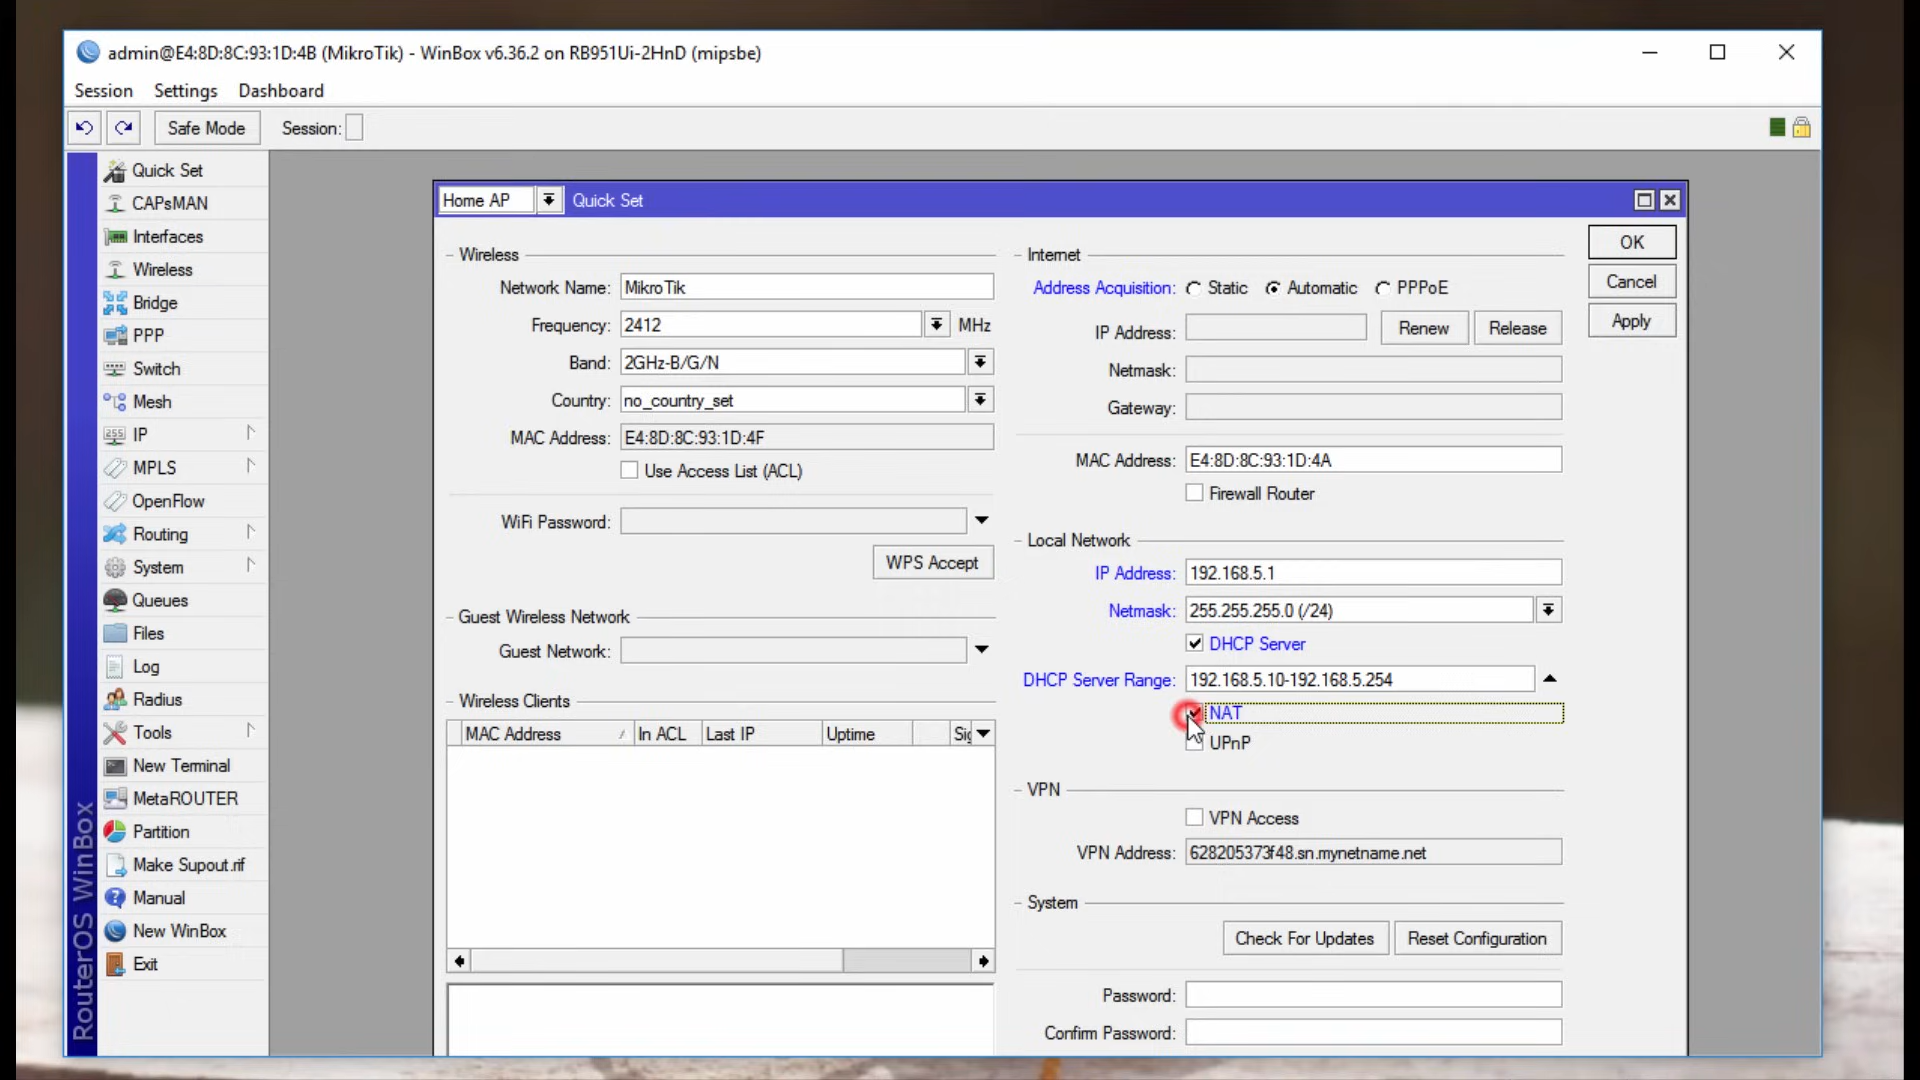 admin@E4:8D:8C:93:1D:4B (MikroTik) - WinBox v6.36.2 on RB951Ui-2HnD (mipsbe)
Session Settings Dashboard
Safe Mode Session:
Quick Set
CAPsMAN
Interfaces
Wireless
Bridge
PPP
Switch
Mesh
IP
MPLS
OpenFlow
Routing
System
Queues
Files
Log
Radius
Tools
New Terminal
MetaROUTER
Partition
Make Supout.rif
Manual
New WinBox
Exit
RouterOS WinBox
Home AP Quick Set
Wireless
Network Name: MikroTik
Frequency: 2412 MHz
Band: 2GHz-B/G/N
Country: no_country_set
MAC Address: E4:8D:8C:93:1D:4F
Use Access List (ACL)
WiFi Password:
WPS Accept
Guest Wireless Network
Guest Network:
Wireless Clients
MAC Address In ACL Last IP Uptime
Internet
Address Acquisition: Static Automatic PPPoE
IP Address: Renew Release
Netmask:
Gateway:
MAC Address: E4:8D:8C:93:1D:4A
Firewall Router
Local Network
IP Address: 192.168.5.1
Netmask: 255.255.255.0 (/24)
DHCP Server
DHCP Server Range: 192.168.5.10-192.168.5.254
NAT
UPnP
VPN
VPN Access
VPN Address: 628205373f48.sn.mynetname.net
System
Check For Updates Reset Configuration
Password:
Confirm Password:
OK
Cancel
Apply